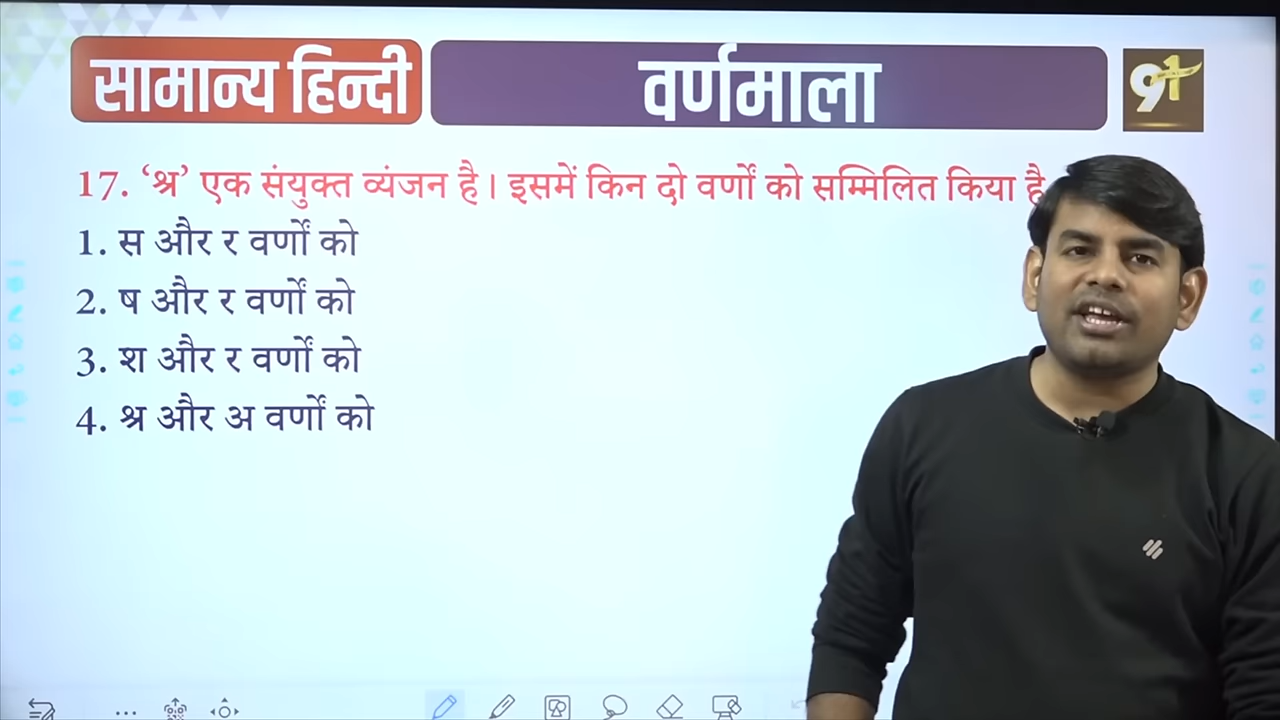 सामान्य हिन्दी
वर्णमाला
91
17. ‘श्र’ एक संयुक्त व्यंजन है। इसमें किन दो वर्णों को सम्मिलित किया है
1. स और र वर्णों को
2. ष और र वर्णों को
3. श और र वर्णों को
4. श्र और अ वर्णों को